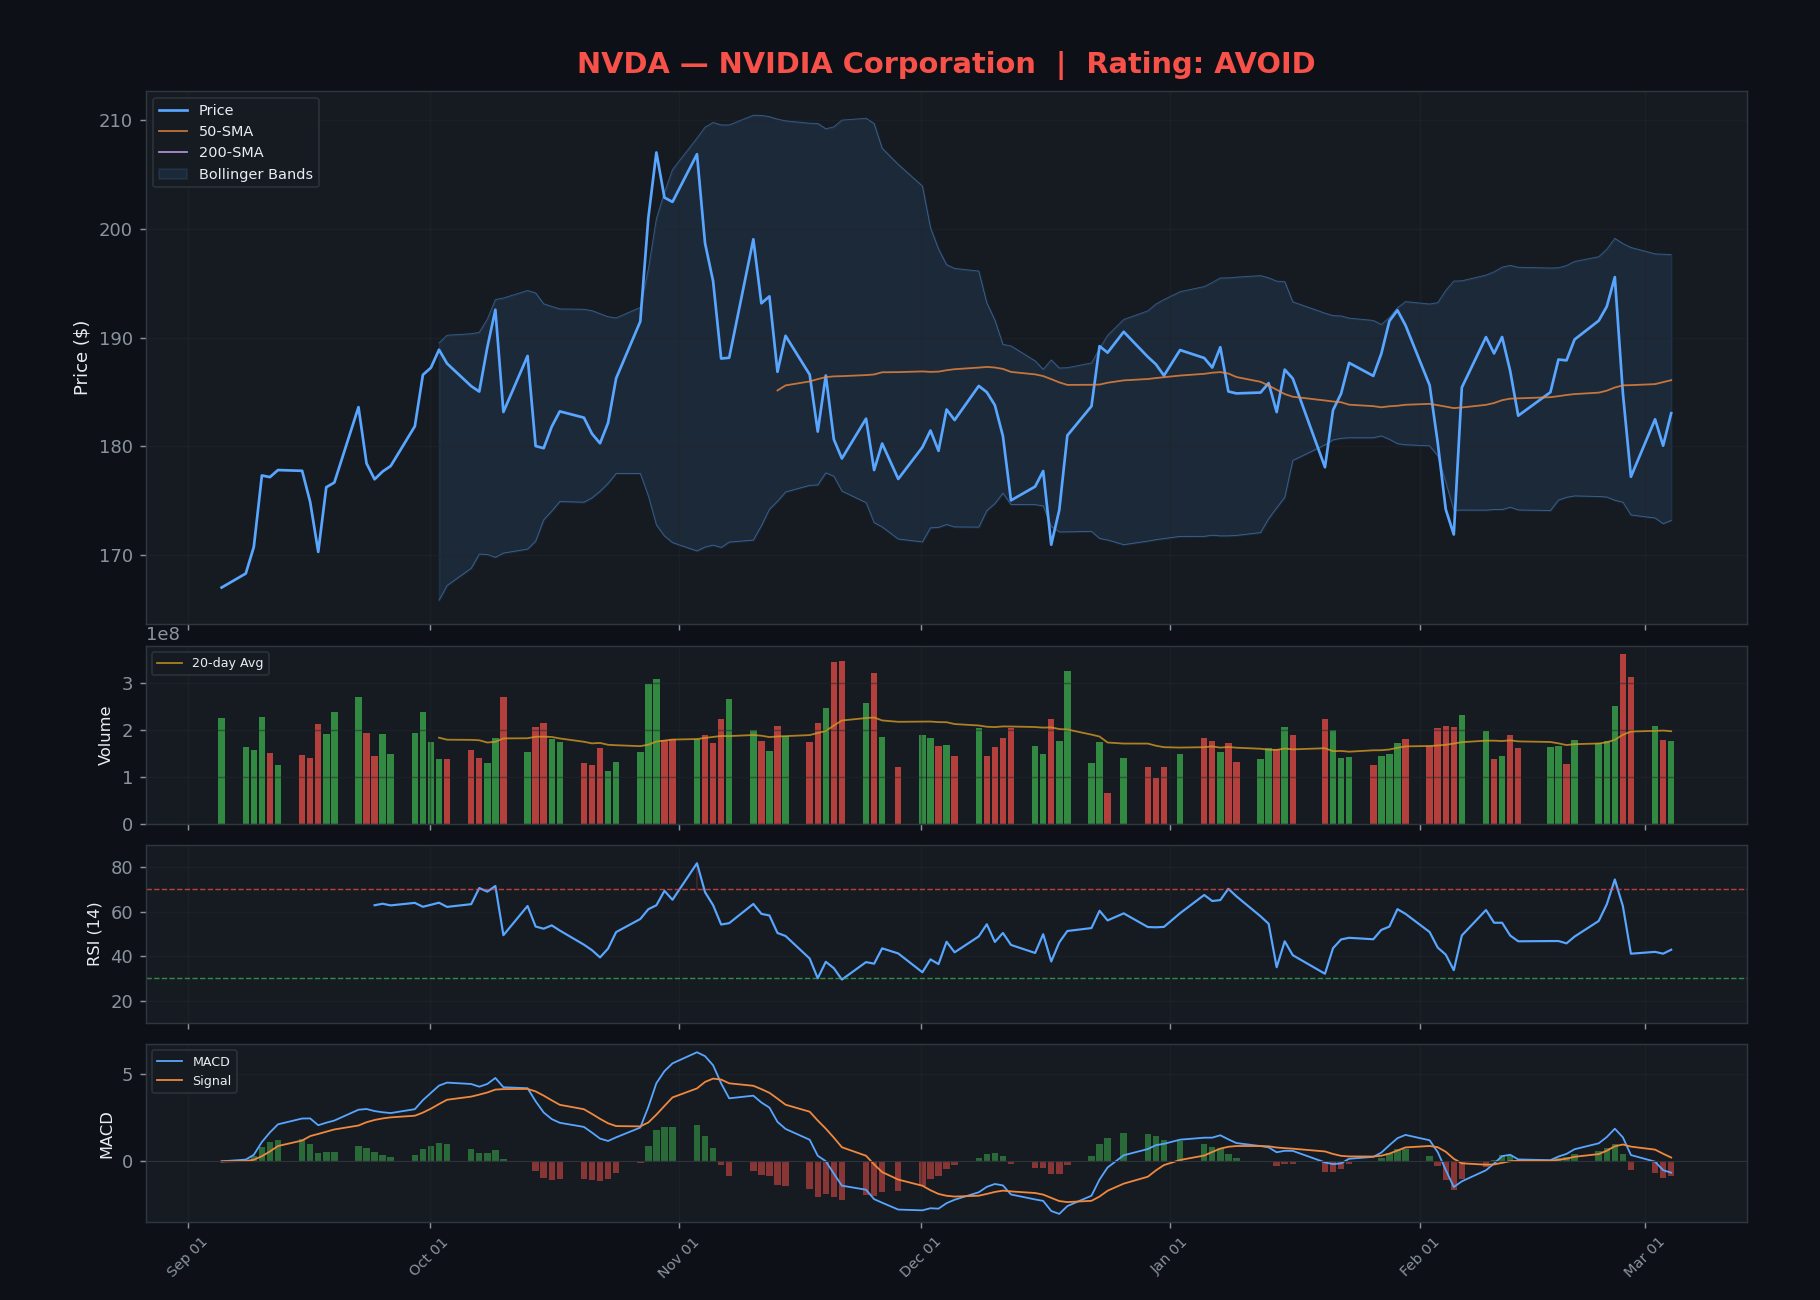 NVDA — NVIDIA Corporation | Rating: AVOID
Price
50-SMA
200-SMA
Bollinger Bands
Price ($)
210
200
190
180
170
1e8
20-day Avg
Volume
3
2
1
0
RSI (14)
80
60
40
20
MACD
Signal
MACD
5
0
Sep 01
Oct 01
Nov 01
Dec 01
Jan 01
Feb 01
Mar 01